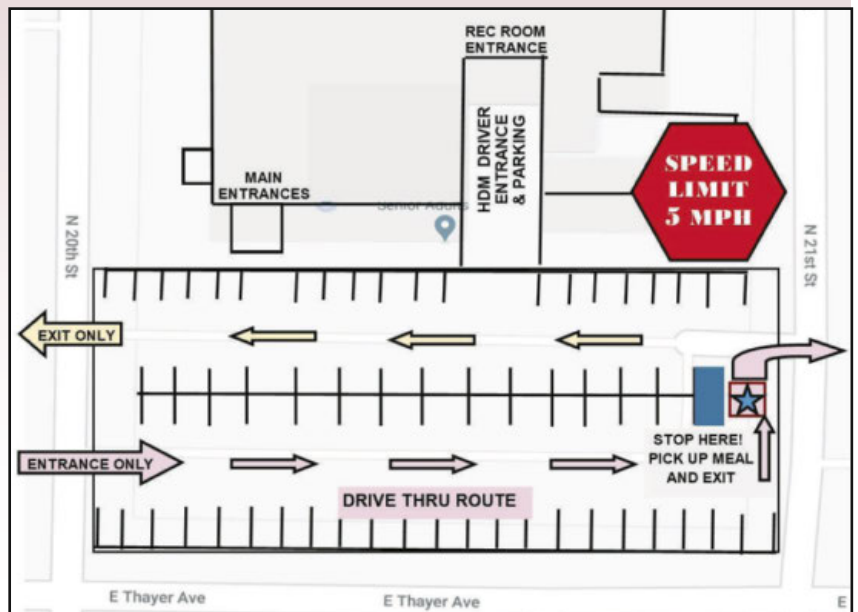 REC ROOM
ENTRANCE
HDM DRIVER
ENTRANCE
& PARKING
SPEED
LIMIT
5 MPH
MAIN
ENTRANCES
N 20th St
N 21st St
EXIT ONLY
STOP HERE!
PICK UP MEAL
AND EXIT
ENTRANCE ONLY
DRIVE THRU ROUTE
E Thayer Ave
E Thayer Ave
E